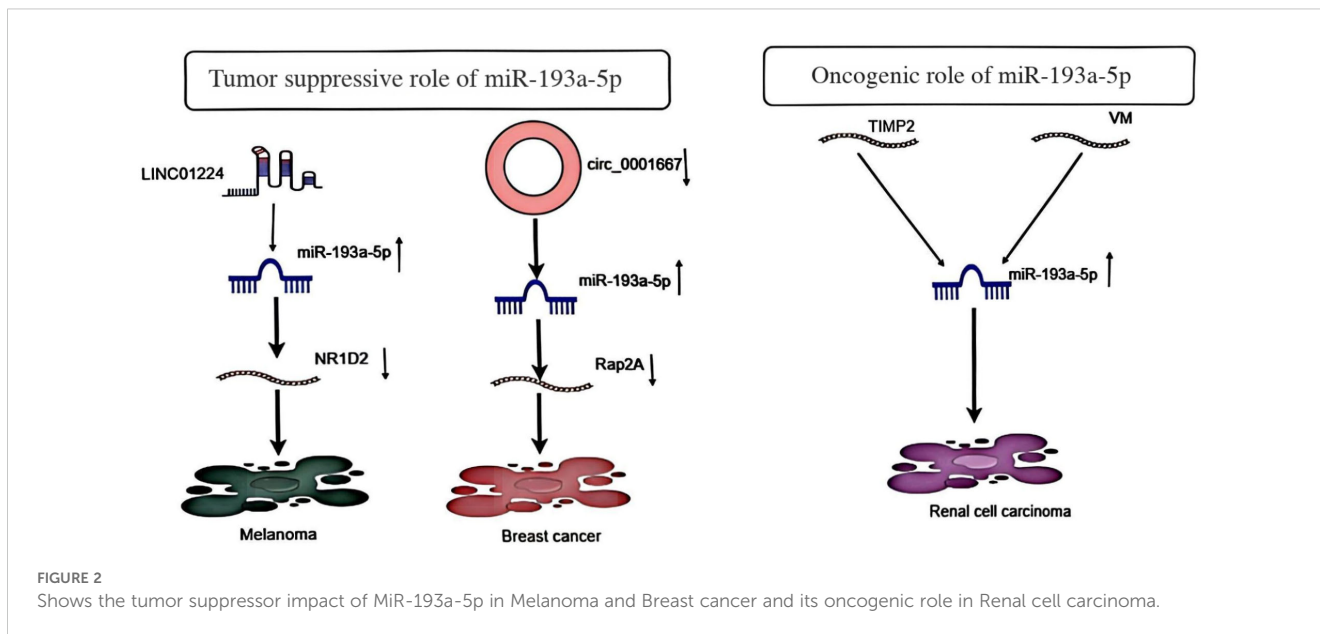 Tumor suppressive role of miR-193a-5p
LINC01224
miR-193a-5p
NR1D2
Melanoma
circ_0001667
miR-193a-5p
Rap2A
Breast cancer
Oncogenic role of miR-193a-5p
TIMP2
VM
miR-193a-5p
Renal cell carcinoma
FIGURE 2
Shows the tumor suppressor impact of MiR-193a-5p in Melanoma and Breast cancer and its oncogenic role in Renal cell carcinoma.